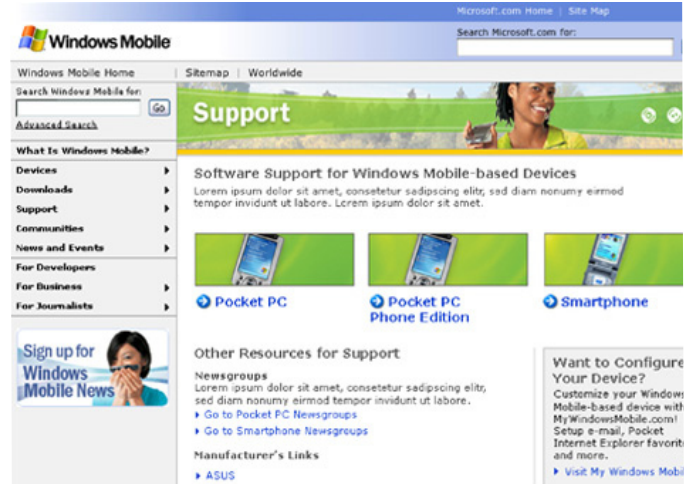 Microsoft.com Home | Site Map
Windows Mobile
Search Microsoft.com for:
Windows Mobile Home | Sitemap | Worldwide
Search Windows Mobile for:
Go
Advanced Search
What Is Windows Mobile?
Devices
Downloads
Support
Communities
News and Events
For Developers
For Business
For Journalists
Sign up for
Windows
Mobile News
Support
Software Support for Windows Mobile-based Devices
Lorem ipsum dolor sit amet, consetetur sadipscing elitr, sed diam nonumy eirmod
tempor invidunt ut labore. Lorem ipsum dolor sit amet.
Pocket PC
Pocket PC
Phone Edition
Smartphone
Other Resources for Support
Newsgroups
Lorem ipsum dolor sit amet, consetetur sadipscing elitr,
sed diam nonumy eirmod tempor invidunt ut labore.
Go to Pocket PC Newsgroups
Go to Smartphone Newsgroups
Manufacturer's Links
ASUS
Want to Configure
Your Device?
Customize your Windows
Mobile-based device with
MyWindowsMobile.com!
Setup e-mail, Pocket
Internet Explorer favorit
and more.
Visit My Windows Mobil